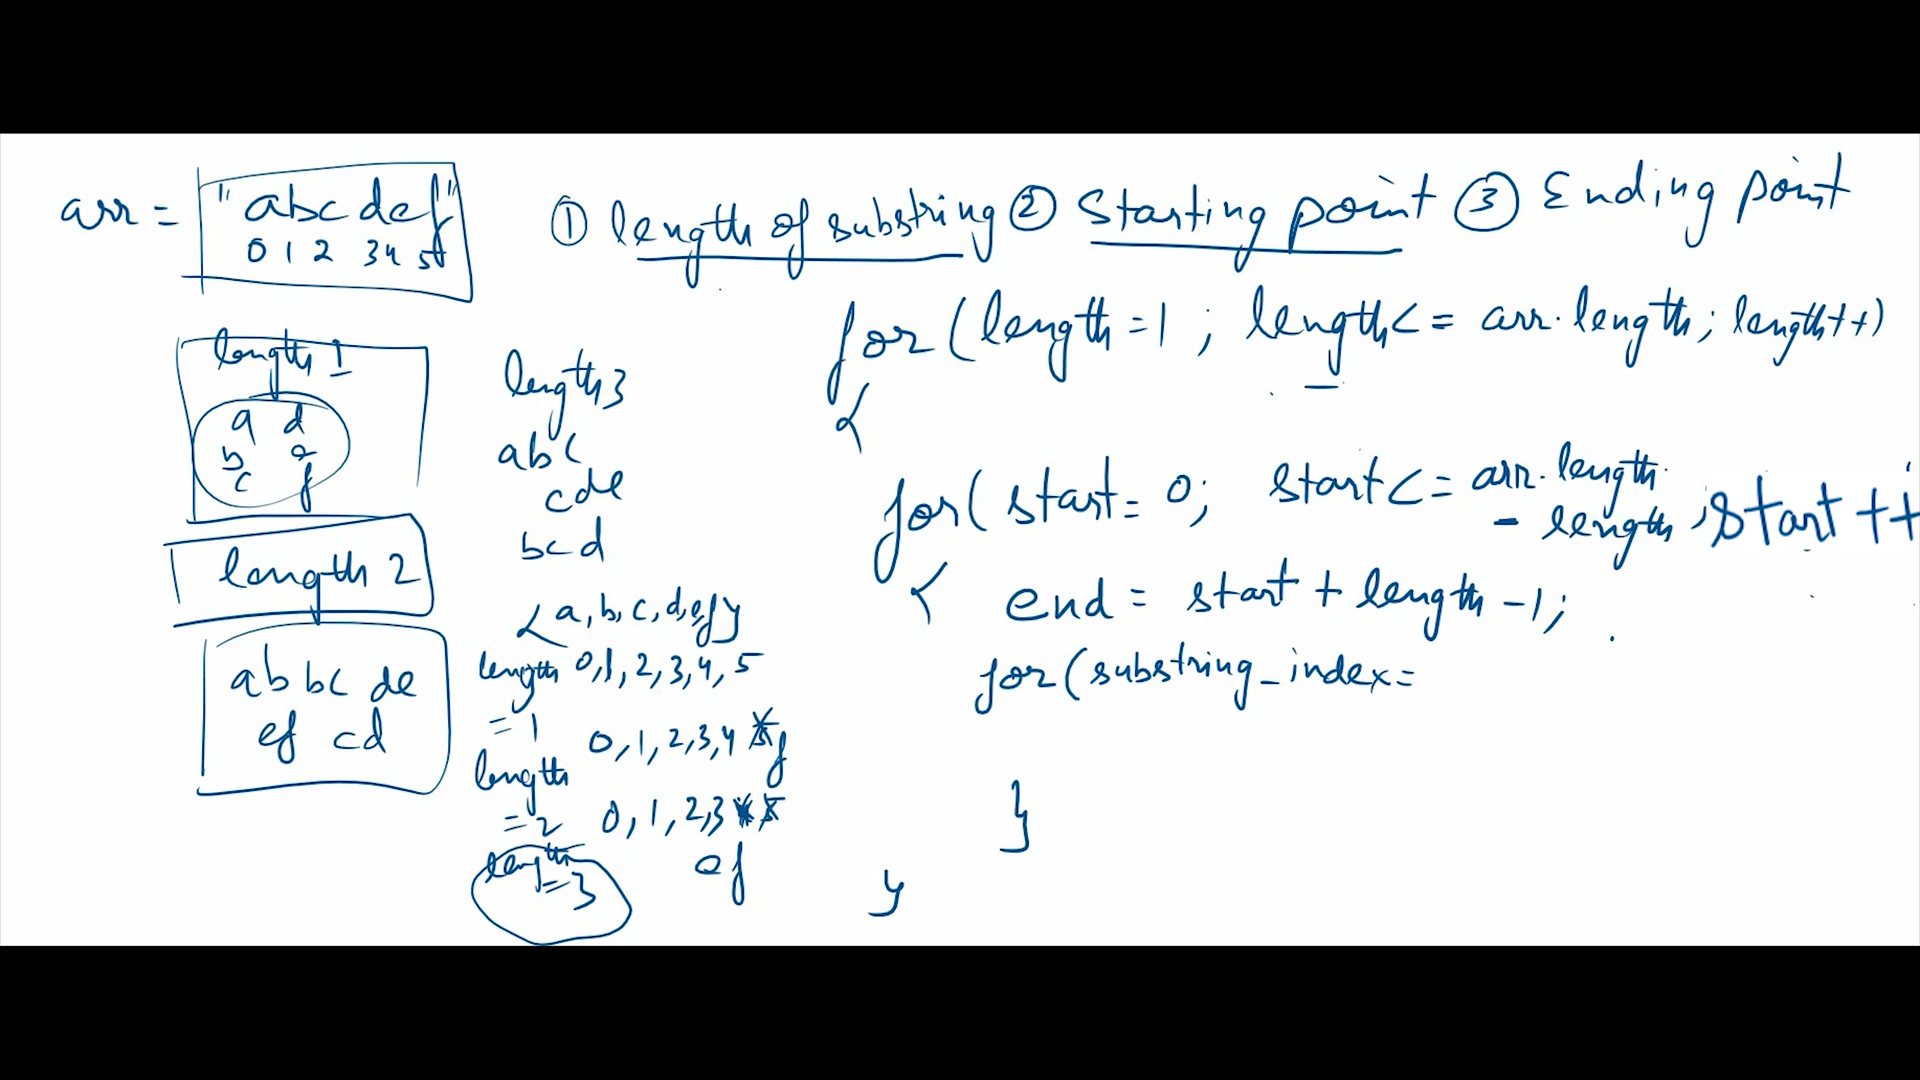 arr = "abcdef"
0 1 2 3 4 5
① length of substring ② Starting point ③ Ending point
for (length = 1 ; length <= arr.length; length++)
{
for (start = 0; start <= arr.length - length ; start ++
{ end = start + length - 1;
for (substring_index =
}
}
length 1
a d
b e
c f
length 2
ab bc de
ef cd
length 3
abc
cde
bcd
{ a, b, c, d, e, f }
length = 1 0, 1, 2, 3, 4, 5
length = 2 0, 1, 2, 3, 4 5 f
length = 3 0, 1, 2, 3 4 5
ef